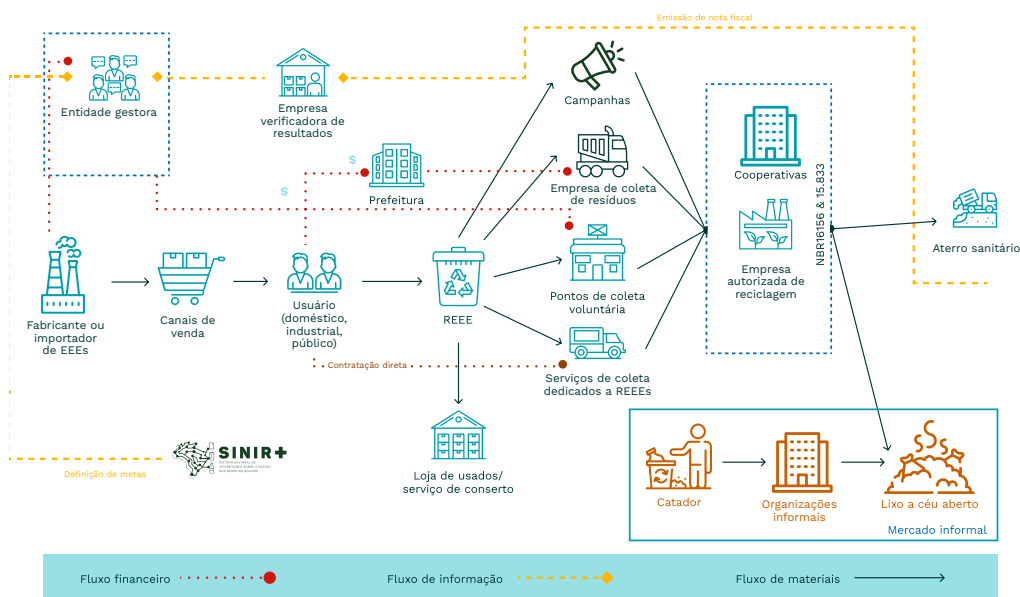 Emissão de nota fiscal
Entidade gestora
Empresa
verificadora de
resultados
Campanhas
$
Prefeitura
$
Empresa de coleta
de resíduos
Cooperativas
NBR16156 & 15.833
Empresa
autorizada de
reciclagem
Aterro sanitário
Fabricante ou
importador
de EEEs
Canais de
venda
Usuário
(doméstico,
industrial,
público)
REEE
Pontos de coleta
voluntária
Contratação direta
Serviços de coleta
dedicados a REEEs
SINIR+
Definição de metas
Loja de usados/
serviço de conserto
Catador
Organizações
informais
Lixo a céu aberto
Mercado informal
Fluxo financeiro
Fluxo de informação
Fluxo de materiais